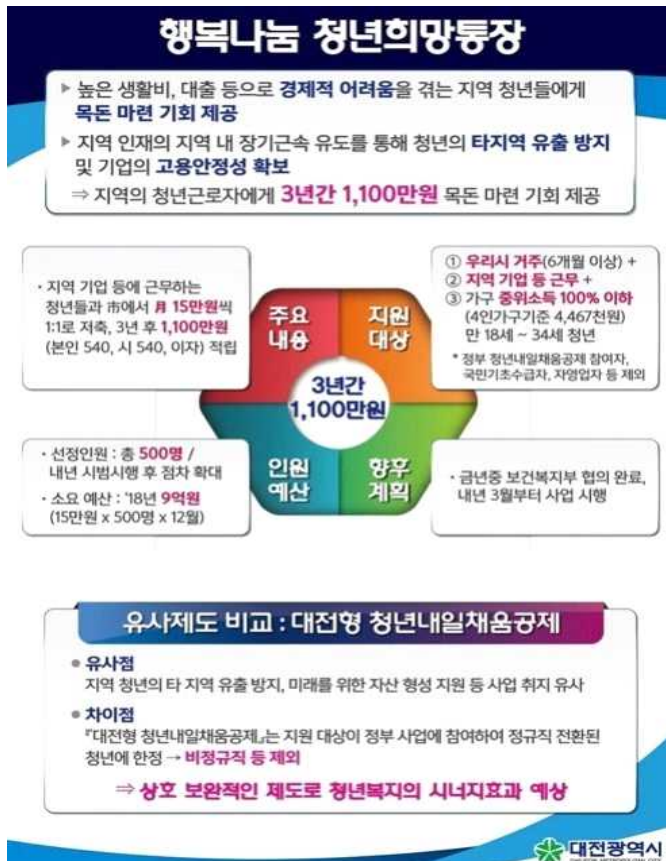 행복나눔 청년희망통장
▶ 높은 생활비, 대출 등으로 경제적 어려움을 겪는 지역 청년들에게
목돈 마련 기회 제공
▶ 지역 인재의 지역 내 장기근속 유도를 통해 청년의 타지역 유출 방지
및 기업의 고용안정성 확보
⇒ 지역의 청년근로자에게 3년간 1,100만원 목돈 마련 기회 제공
· 지역 기업 등에 근무하는
청년들과 市에서 月 15만원씩
1:1로 저축, 3년 후 1,100만원
(본인 540, 시 540, 이자) 적립
주요
내용
지원
대상
① 우리시 거주(6개월 이상) +
② 지역 기업 등 근무 +
③ 가구 중위소득 100% 이하
(4인가구기준 4,467천원)
만 18세 ~ 34세 청년
* 정부 청년내일채움공제 참여자,
국민기초수급자, 자영업자 등 제외
3년간
1,100만원
· 선정인원 : 총 500명 /
내년 시범시행 후 점차 확대
· 소요 예산 : '18년 9억원
(15만원 x 500명 x 12월)
인원
예산
향후
계획
· 금년중 보건복지부 협의 완료,
내년 3월부터 사업 시행
유사제도 비교 : 대전형 청년내일채움공제
● 유사점
지역 청년의 타 지역 유출 방지, 미래를 위한 자산 형성 지원 등 사업 취지 유사
● 차이점
『대전형 청년내일채움공제』는 지원 대상이 정부 사업에 참여하여 정규직 전환된
청년에 한정 → 비정규직 등 제외
⇒ 상호 보완적인 제도로 청년복지의 시너지효과 예상
대전광역시